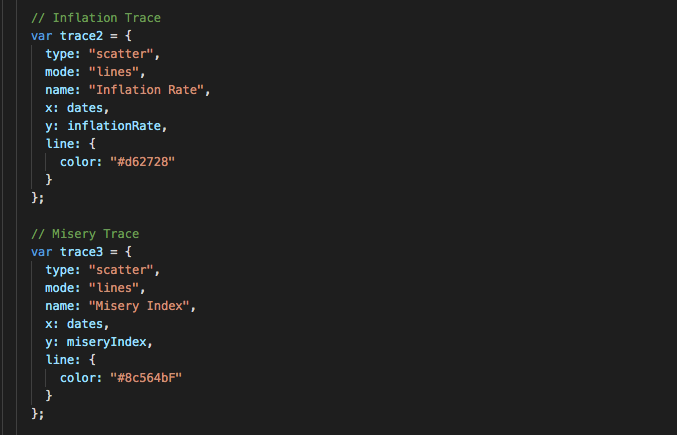 // Inflation Trace
var trace2 = {
type: "scatter",
mode: "lines",
name: "Inflation Rate",
x: dates,
y: inflationRate,
line: {
color: "#d62728"
}
};
// Misery Trace
var trace3 = {
type: "scatter",
mode: "lines",
name: "Misery Index",
x: dates,
y: miseryIndex,
line: {
color: "#8c564bF"
}
};